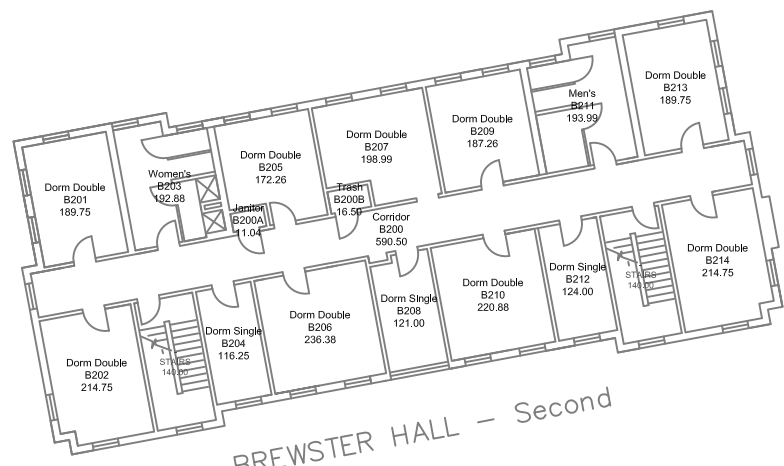 Dorm Double
B213
189.75
Men's
B211
193.99
Dorm Double
B209
187.26
Dorm Double
B207
198.99
Dorm Double
B205
172.26
Women's
B203
192.88
Dorm Double
B201
189.75
Trash
B200B
16.50
Janitor
B200A
11.04
Corridor
B200
590.50
Dorm Double
B202
214.75
STAIRS
140.00
Dorm Single
B204
116.25
Dorm Double
B206
236.38
Dorm SIngle
B208
121.00
Dorm Double
B210
220.88
Dorm Single
B212
124.00
STAIRS
140.00
Dorm Double
B214
214.75
BREWSTER HALL - Second